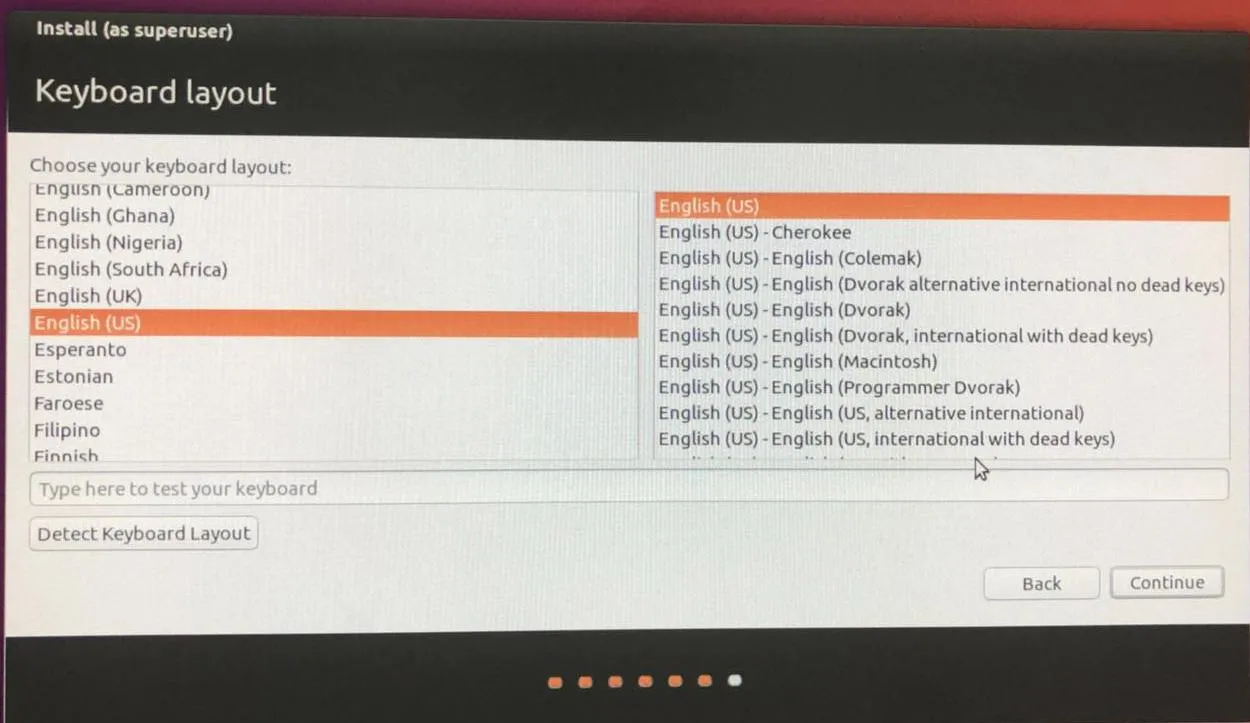 Install (as superuser)
Keyboard layout
Choose your keyboard layout:
English (Cameroon)
English (Ghana)
English (Nigeria)
English (South Africa)
English (UK)
English (US)
Esperanto
Estonian
Faroese
Filipino
Finnish
English (US)
English (US) - Cherokee
English (US) - English (Colemak)
English (US) - English (Dvorak alternative international no dead keys)
English (US) - English (Dvorak)
English (US) - English (Dvorak, international with dead keys)
English (US) - English (Macintosh)
English (US) - English (Programmer Dvorak)
English (US) - English (US, alternative international)
English (US) - English (US, international with dead keys)
Type here to test your keyboard
Detect Keyboard Layout
Back
Continue